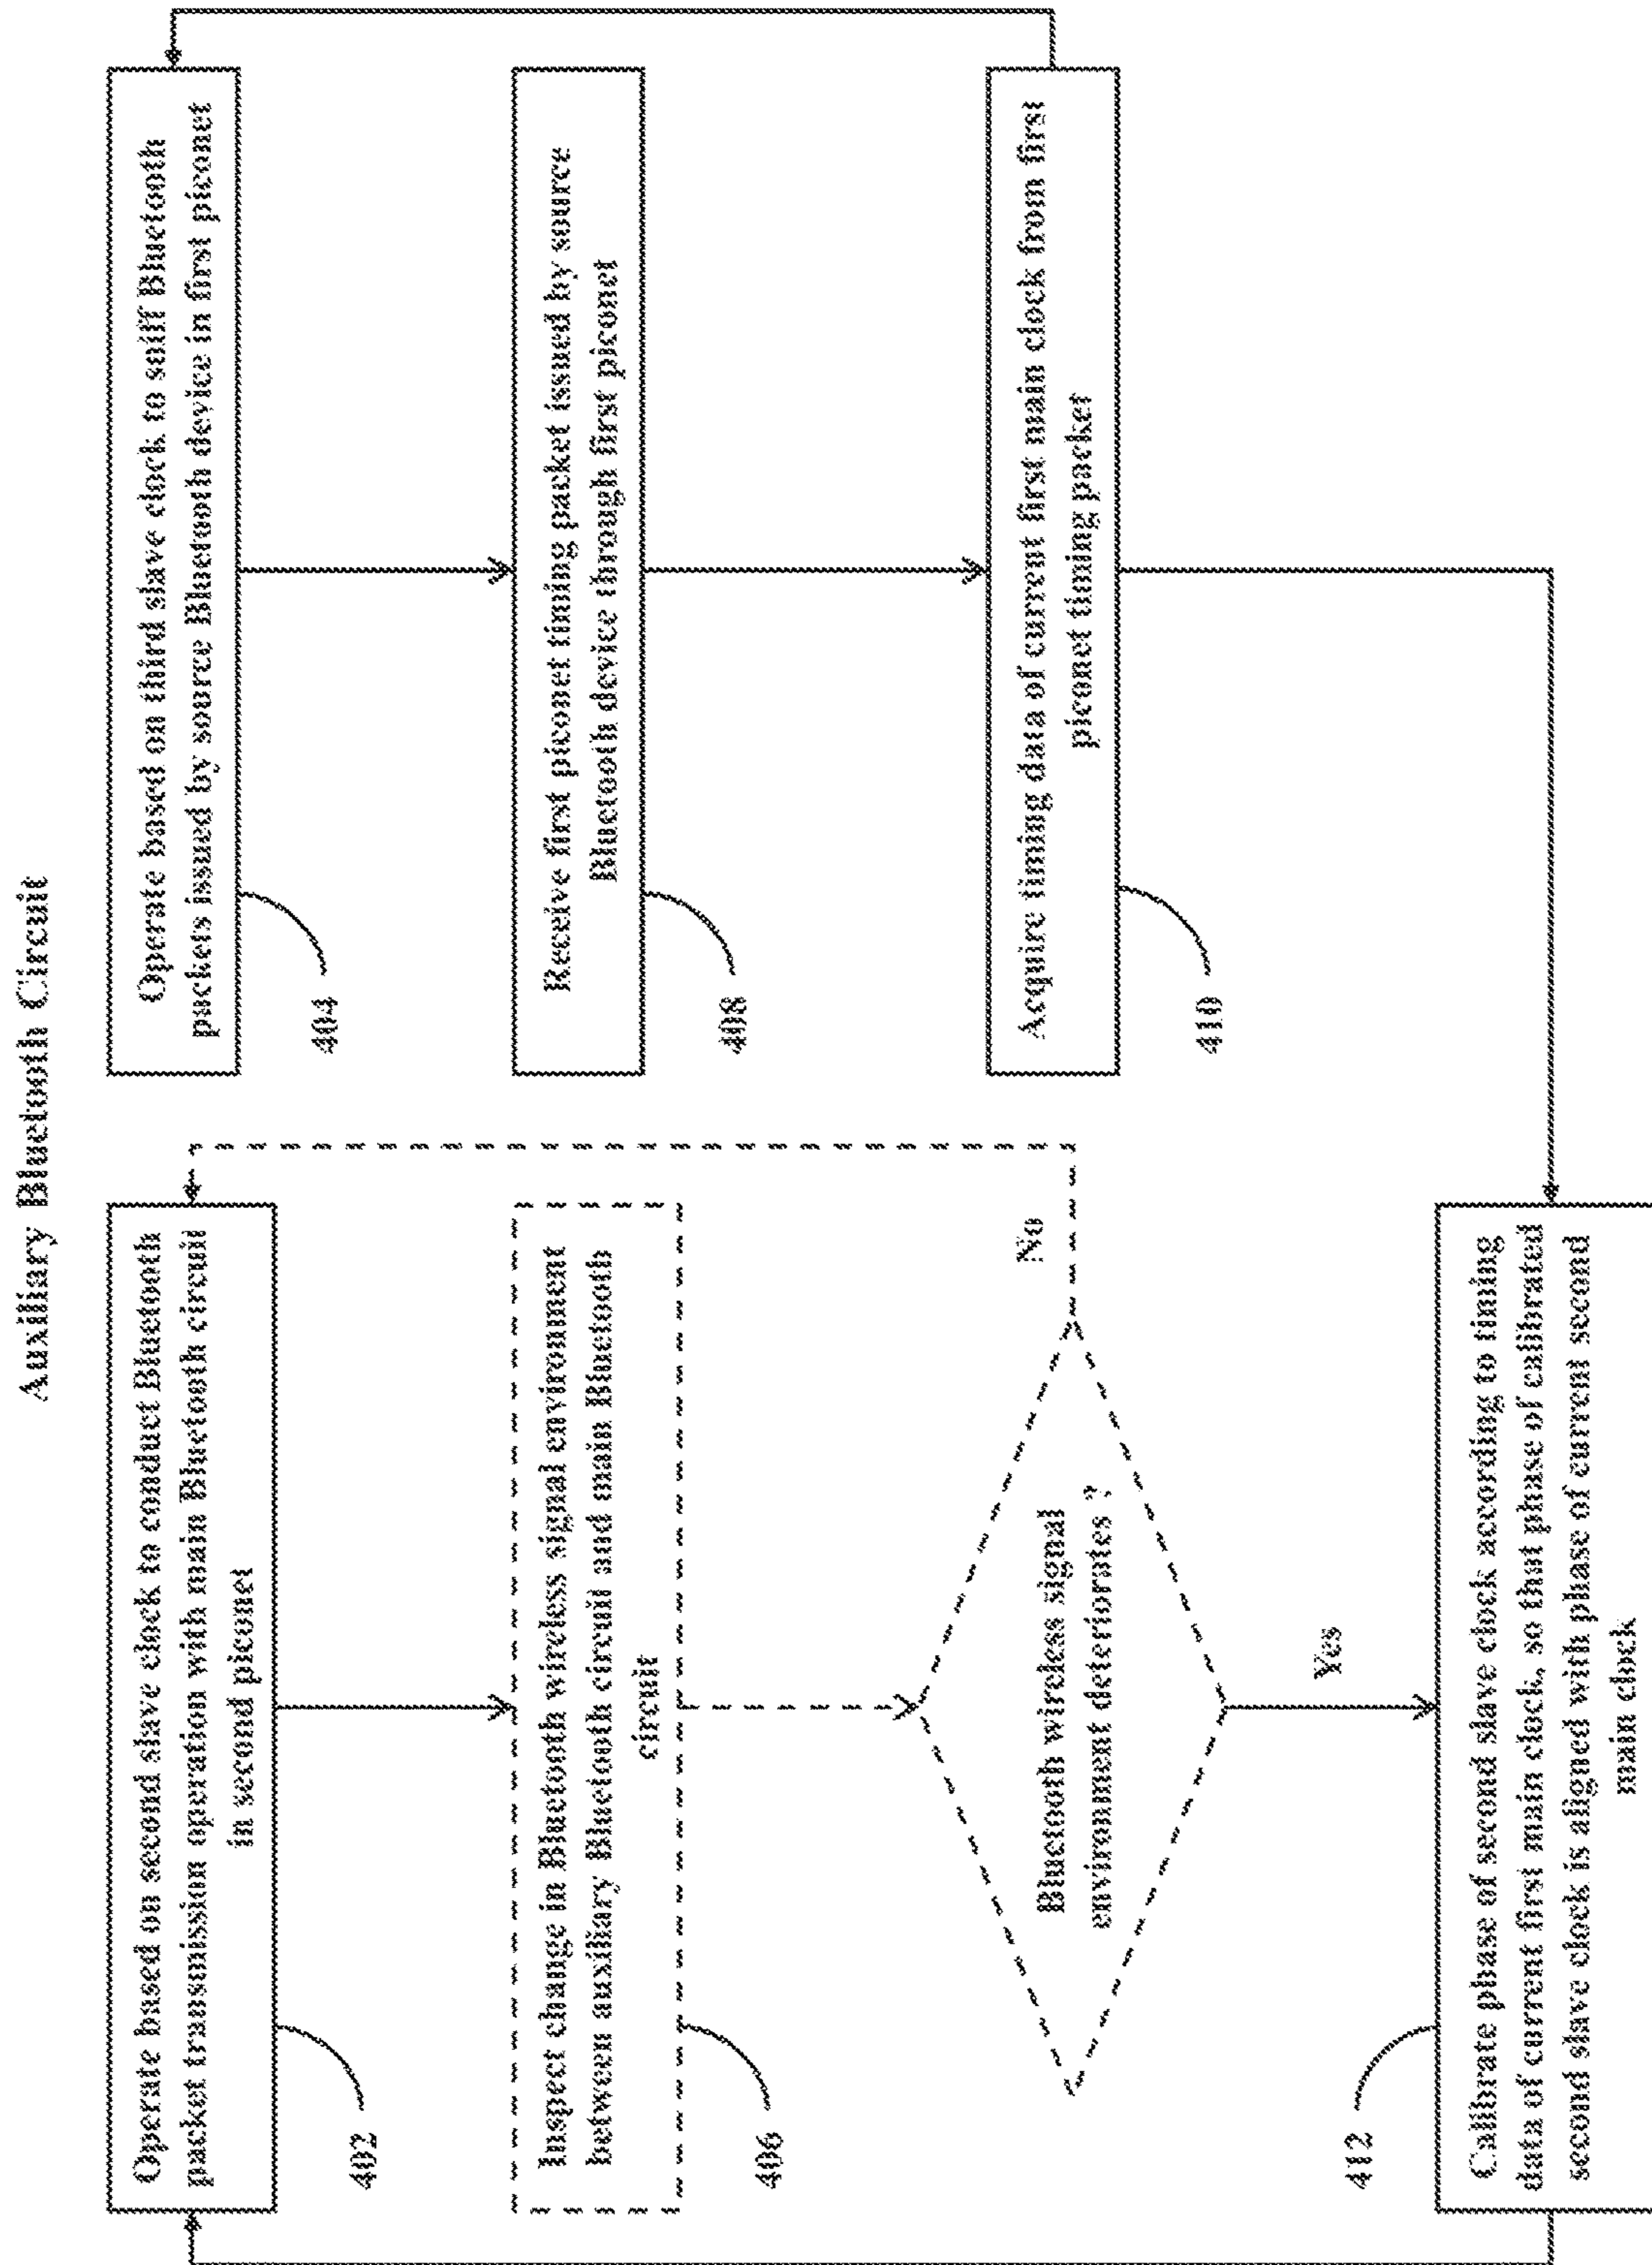 Auxiliary Bluetooth Circuit
Operate based on second slave clock to conduct Bluetooth
packet transmission operation with main Bluetooth circuit
in second piconet
402
Operate based on third slave clock to sniff Bluetooth
packets issued by source Bluetooth device in first piconet
404
Inspect change in Bluetooth wireless signal environment
between auxiliary Bluetooth circuit and main Bluetooth
circuit
406
Receive first piconet timing packet issued by source
Bluetooth device through first piconet
408
Bluetooth wireless signal
environment deteriorates ?
No
Yes
Acquire timing data of current first main clock from first
piconet timing packet
410
412
Calibrate phase of second slave clock according to timing
data of current first main clock, so that phase of calibrated
second slave clock is aligned with phase of current second
main clock